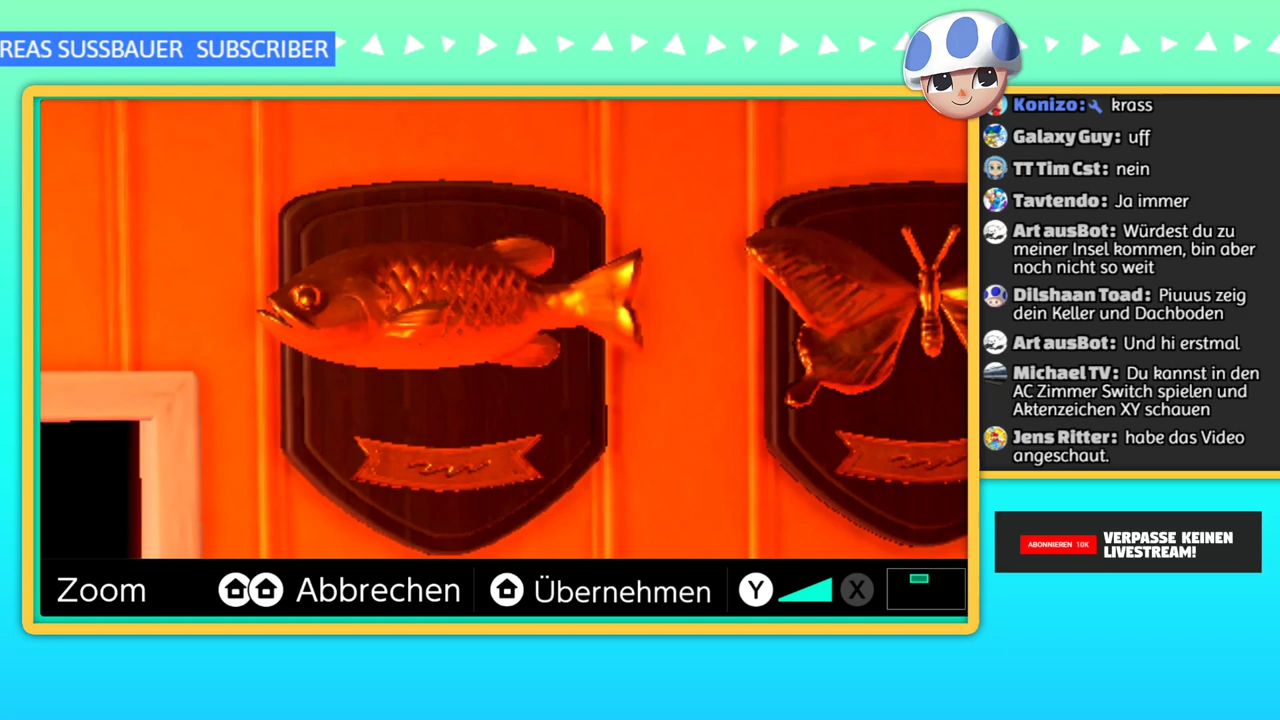 REAS SUSSBAUER SUBSCRIBER
Konizo: krass
Galaxy Guy: uff
TT Tim Cst: nein
Tavtendo: Ja immer
Art ausBot: Würdest du zu
meiner Insel kommen, bin aber
noch nicht so weit
Dilshaan Toad: Piuuus zeig
dein Keller und Dachboden
Art ausBot: Und hi erstmal
Michael TV: Du kannst in den
AC Zimmer Switch spielen und
Aktenzeichen XY schauen
Jens Ritter: habe das Video
angeschaut.
ABONNIEREN 10K
VERPASSE KEINEN
LIVESTREAM!
Zoom Abbrechen Übernehmen Y X